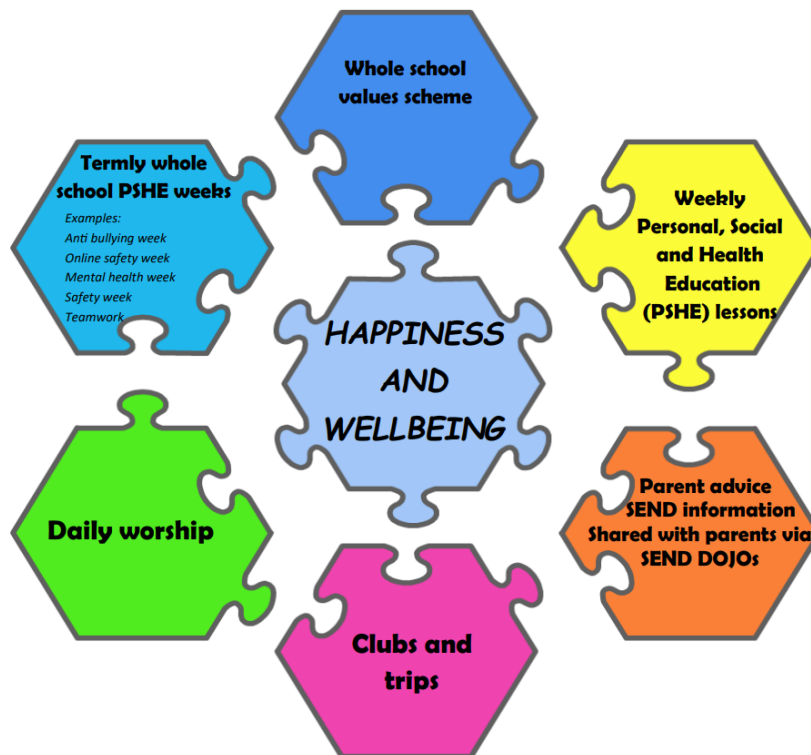 Whole school
values scheme
Termly whole
school PSHE weeks
Examples:
Anti bullying week
Online safety week
Mental health week
Safety week
Teamwork
Weekly
Personal, Social
and Health
Education
(PSHE) lessons
HAPPINESS
AND
WELLBEING
Daily worship
Parent advice
SEND information
Shared with parents via
SEND DOJOs
Clubs and
trips